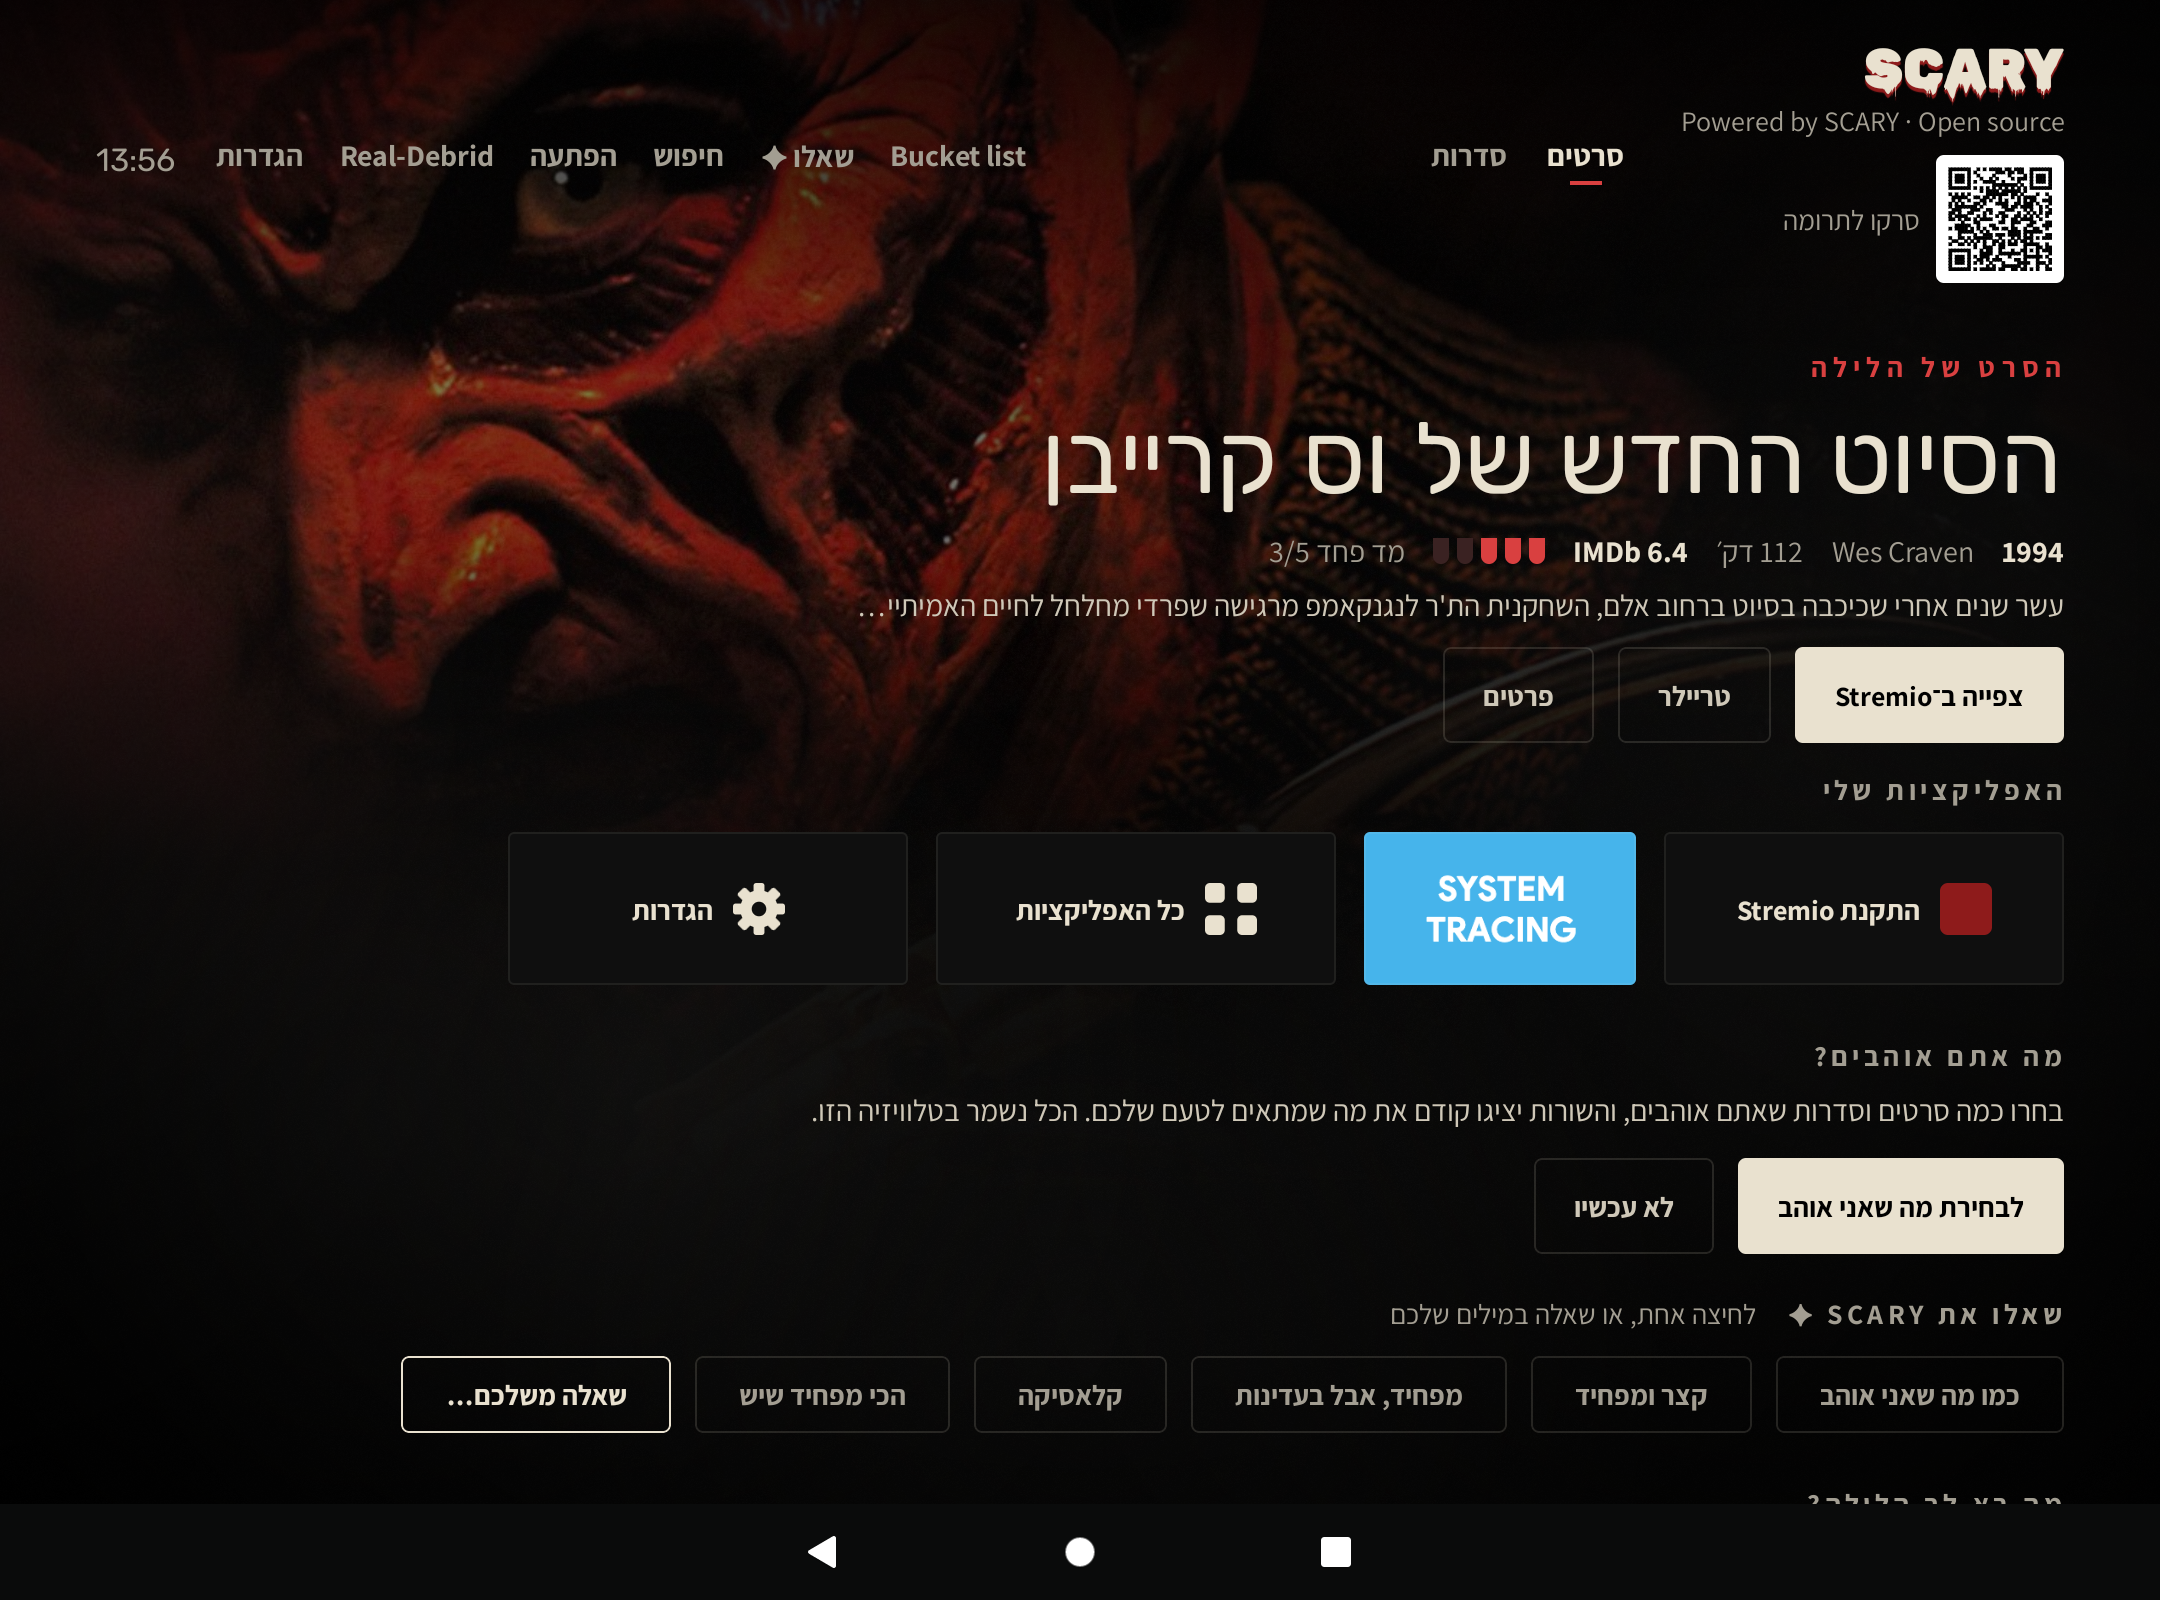 SCARY
Powered by SCARY · Open source
סרקו לתרומה
סרטים
סדרות
Bucket list
שאלו
חיפוש
הפתעה
Real-Debrid
הגדרות
13:56
הסרט של הלילה
הסיוט החדש של וס קרייבן
1994 Wes Craven 112 דק׳ IMDb 6.4 מד פחד 3/5
עשר שנים אחרי שכיכבה בסיוט ברחוב אלם, השחקנית הת'ר לנגנקאמפ מרגישה שפרדי מחלחל לחיים האמיתיי…
צפייה ב־Stremio
טריילר
פרטים
האפליקציות שלי
התקנת Stremio
SYSTEM
TRACING
כל האפליקציות
הגדרות
מה אתם אוהבים?
בחרו כמה סרטים וסדרות שאתם אוהבים, והשורות יציגו קודם את מה שמתאים לטעם שלכם. הכל נשמר בטלוויזיה הזו.
לבחירת מה שאני אוהב
לא עכשיו
שאלו את SCARY
לחיצה אחת, או שאלה במילים שלכם
כמו מה שאני אוהב
קצר ומפחיד
מפחיד, אבל בעדינות
קלאסיקה
הכי מפחיד שיש
שאלה משלכם...
מה בא לך הלילה?